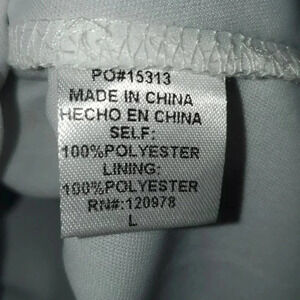 PO#15313
MADE IN CHINA
HECHO EN CHINA
SELF:
100%POLYESTER
LINING:
100%POLYESTER
RN#:120978
L